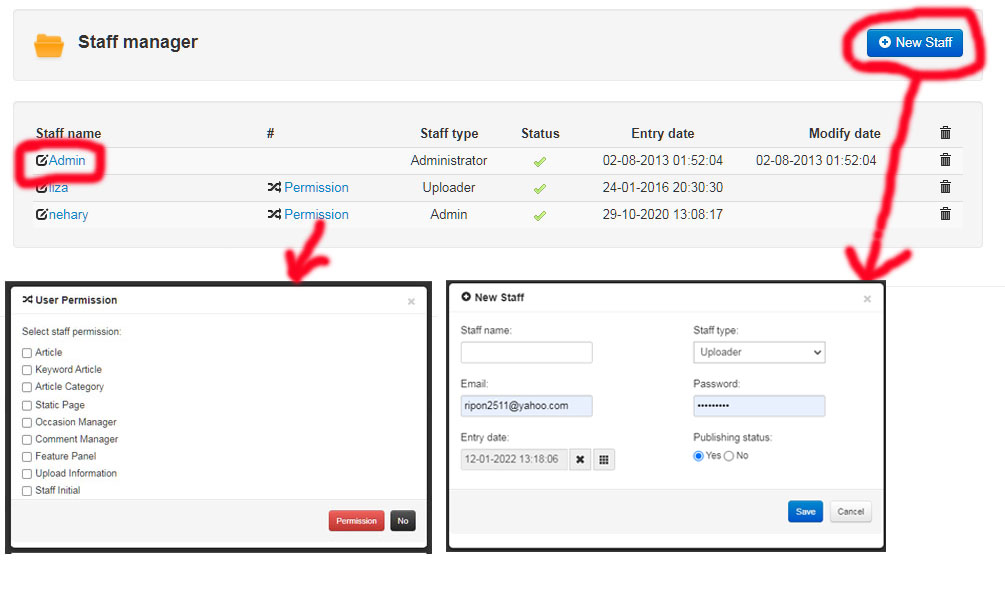 Staff manager
New Staff
Staff name # Staff type Status Entry date Modify date
Admin Administrator 02-08-2013 01:52:04 02-08-2013 01:52:04
liza Permission Uploader 24-01-2016 20:30:30
nehary Permission Admin 29-10-2020 13:08:17
User Permission ×
Select staff permission:
Article
Keyword Article
Article Category
Static Page
Occasion Manager
Comment Manager
Feature Panel
Upload Information
Staff Initial
Permission No
New Staff ×
Staff name: Staff type:
Uploader
Email: Password:
ripon2511@yahoo.com •••••••••
Entry date: Publishing status:
12-01-2022 13:18:06 Yes No
Save Cancel